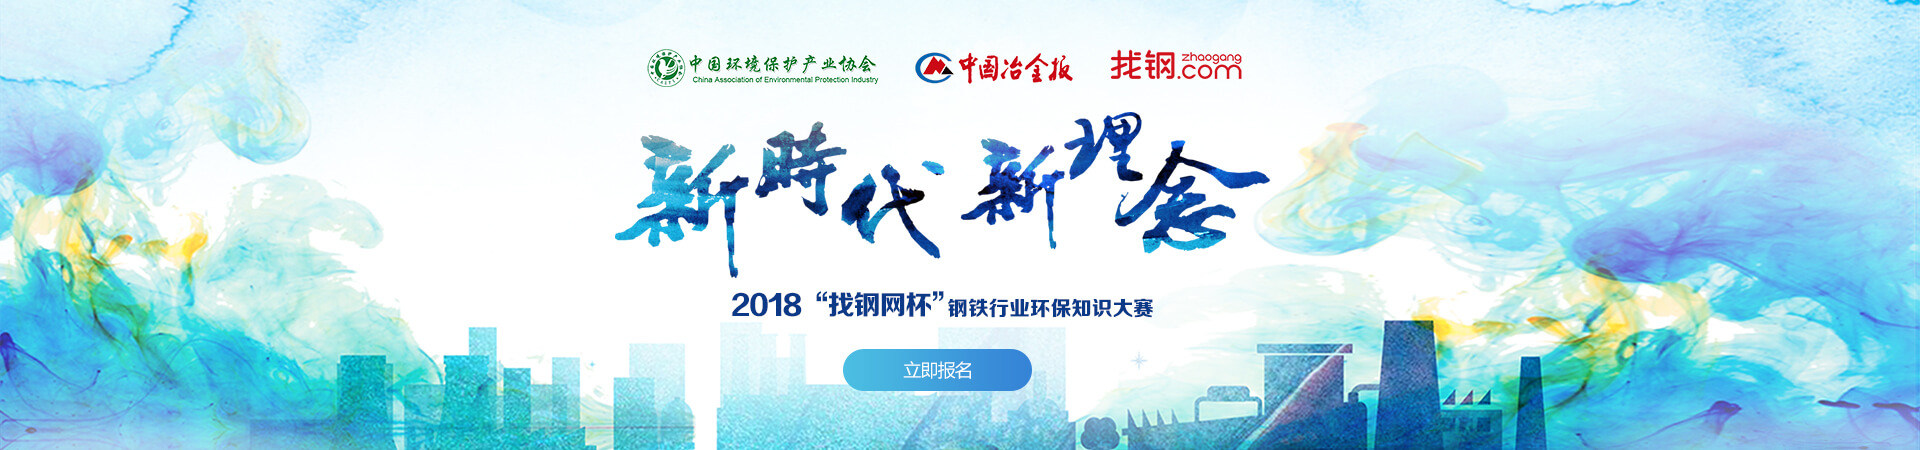 中国环境保护产业协会
China Association of Environmental Protection Industry
中国冶金报
找钢 zhaogang.com
新時代 新理念
2018 “找钢网杯” 钢铁行业环保知识大赛
立即报名